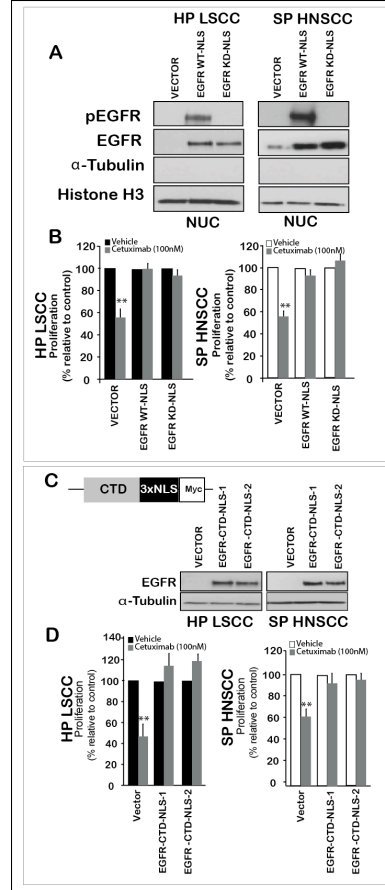 HP LSCC
SP HNSCC
A
VECTOR
EGFR WT-NLS
EGFR KD-NLS
VECTOR
EGFR WT-NLS
EGFR KD-NLS
pEGFR
EGFR
α-Tubulin
Histone H3
NUC
NUC
B
HP LSCC
Proliferation
(% relative to control)
120
100
80
60
40
20
0
Vehicle
Cetuximab (100nM)
**
VECTOR
EGFR WT-NLS
EGFR KD-NLS
SP HNSCC
Proliferation
(% relative to control)
120
100
80
60
40
20
0
Vehicle
Cetuximab (100nM)
**
VECTOR
EGFR WT-NLS
EGFR KD-NLS
C
CTD
3xNLS
Myc
VECTOR
EGFR-CTD-NLS-1
EGFR -CTD-NLS-2
VECTOR
EGFR-CTD-NLS-1
EGFR -CTD-NLS-2
EGFR
α-Tubulin
HP LSCC
SP HNSCC
D
HP LSCC
Proliferation
(% relative to control)
140
120
100
80
60
40
20
0
Vehicle
Cetuximab (100nM)
**
Vector
EGFR-CTD-NLS-1
EGFR -CTD-NLS-2
SP HNSCC
Proliferation
(% relative to control)
120
100
80
60
40
20
0
Vehicle
Cetuximab (100nM)
**
Vector
EGFR-CTD-NLS-1
EGFR -CTD-NLS-2